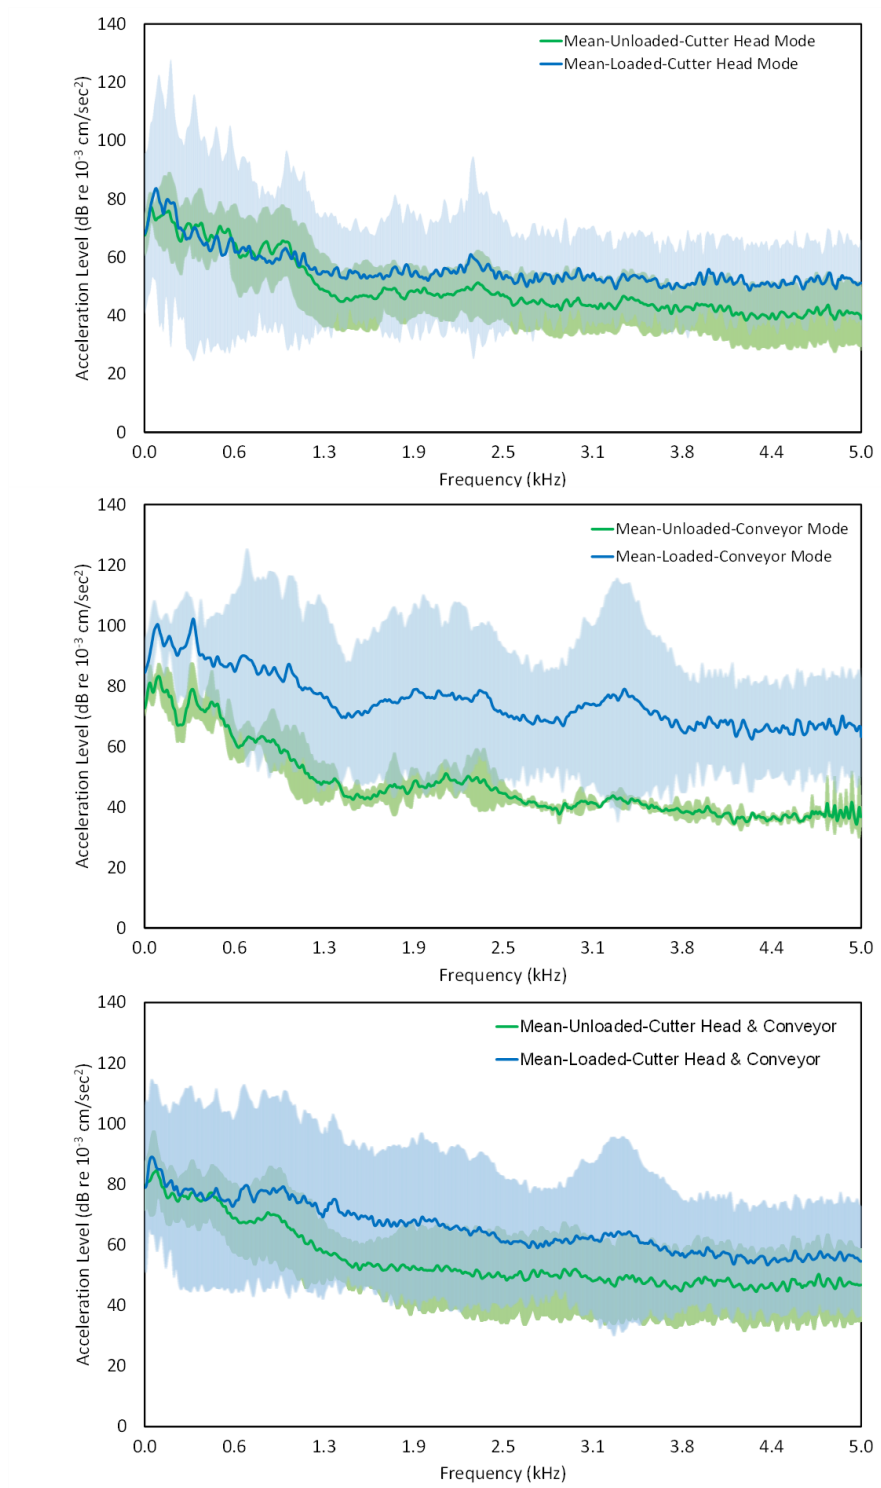 140
120
100
80
60
40
20
0
Acceleration Level (dB re 10⁻³ cm/sec²)
Mean-Unloaded-Cutter Head Mode
Mean-Loaded-Cutter Head Mode
0.0 0.6 1.3 1.9 2.5 3.1 3.8 4.4 5.0
Frequency (kHz)
140
120
100
80
60
40
20
0
Acceleration Level (dB re 10⁻³ cm/sec²)
Mean-Unloaded-Conveyor Mode
Mean-Loaded-Conveyor Mode
0.0 0.6 1.3 1.9 2.5 3.1 3.8 4.4 5.0
Frequency (kHz)
140
120
100
80
60
40
20
0
Acceleration Level (dB re 10⁻³ cm/sec²)
Mean-Unloaded-Cutter Head & Conveyor
Mean-Loaded-Cutter Head & Conveyor
0.0 0.6 1.3 1.9 2.5 3.1 3.8 4.4 5.0
Frequency (kHz)